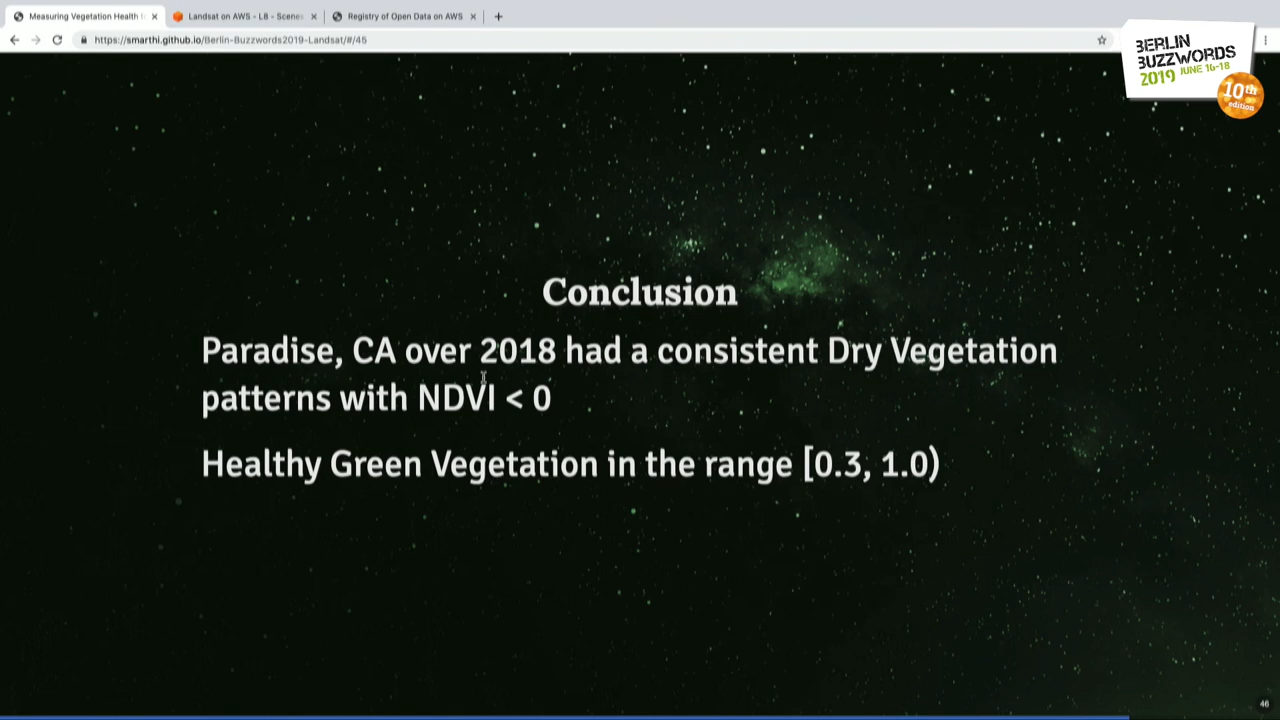 Measuring Vegetation Health
Landsat on AWS - L8 - Scenes
Registry of Open Data on AWS
https://smarthi.github.io/Berlin-Buzzwords2019-Landsat/#/45
BERLIN
BUZZWORDS
2019 JUNE 16-18
10th
edition
Conclusion
Paradise, CA over 2018 had a consistent Dry Vegetation
patterns with NDVI < 0
Healthy Green Vegetation in the range [0.3, 1.0)
46